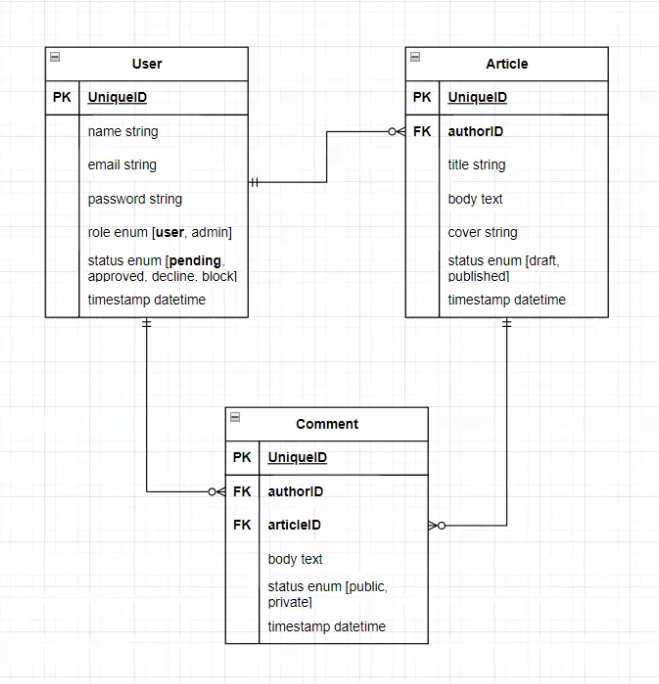 User
PK UniqueID
name string
email string
password string
role enum [user, admin]
status enum [pending,
approved, decline, block]
timestamp datetime
Article
PK UniqueID
FK authorID
title string
body text
cover string
status enum [draft,
published]
timestamp datetime
Comment
PK UniqueID
FK authorID
FK articleID
body text
status enum [public,
private]
timestamp datetime